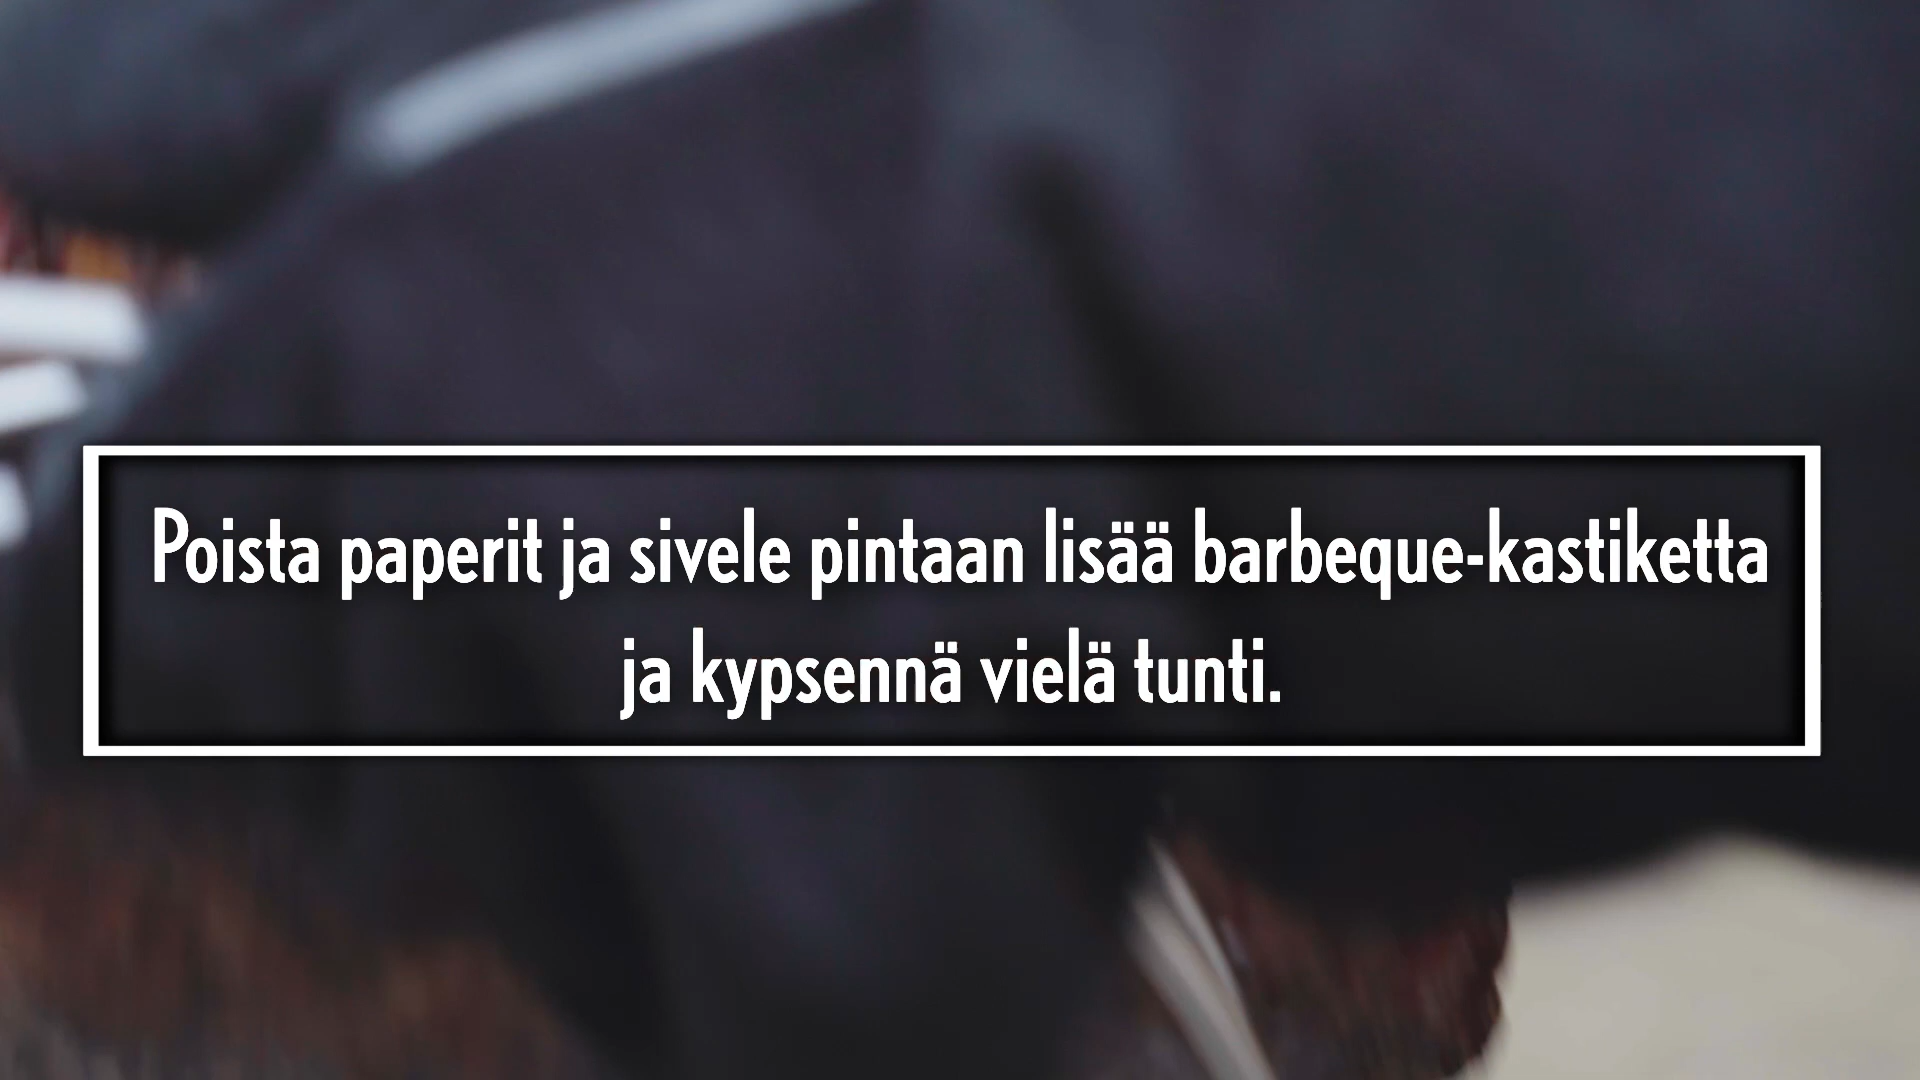 Poista paperit ja sivele pintaan lisää barbeque-kastiketta
ja kypsennä vielä tunti.